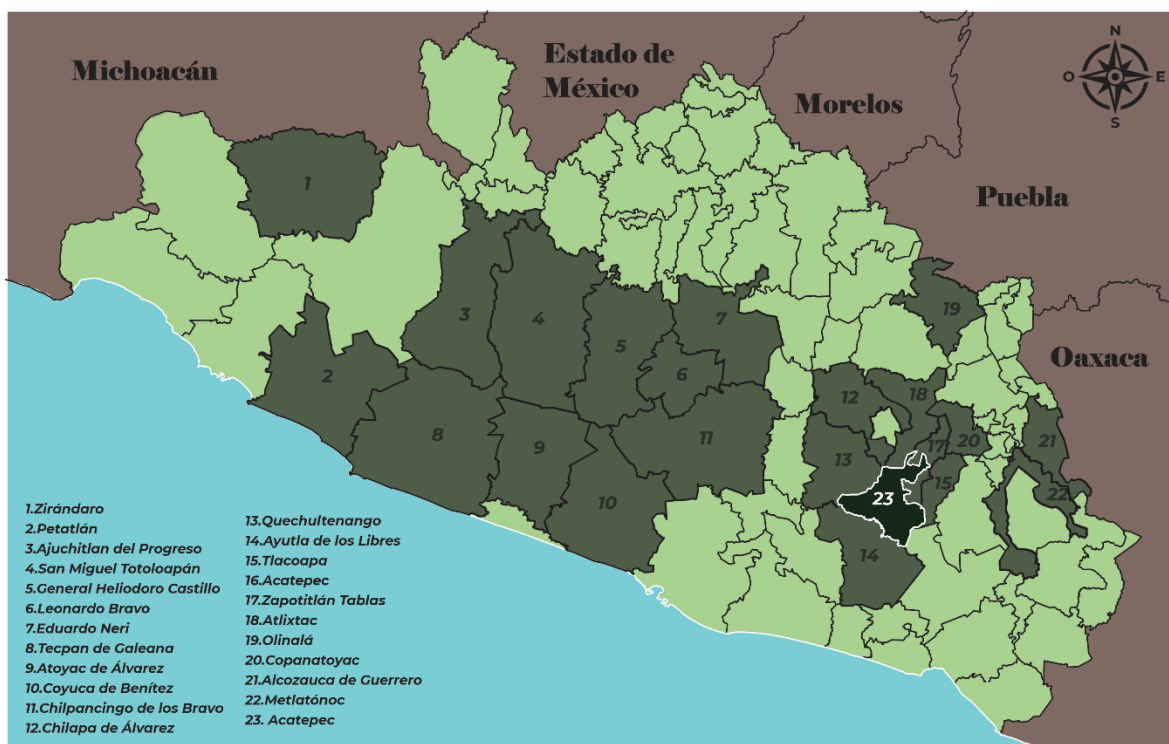 Michoacán
Estado de
México
Morelos
Puebla
Oaxaca
N
O
E
S
1
2
3
4
5
6
7
8
9
10
11
12
13
14
15
17
18
19
20
21
22
23
1.Zirándaro
2.Petatlán
3.Ajuchitlan del Progreso
4.San Miguel Totoloapán
5.General Heliodoro Castillo
6.Leonardo Bravo
7.Eduardo Neri
8.Tecpan de Galeana
9.Atoyac de Álvarez
10.Coyuca de Benítez
11.Chilpancingo de los Bravo
12.Chilapa de Álvarez
13.Quechultenango
14.Ayutla de los Libres
15.Tlacoapa
16.Acatepec
17.Zapotitlán Tablas
18.Atlixtac
19.Olinalá
20.Copanatoyac
21.Alcozauca de Guerrero
22.Metlatónoc
23. Acatepec